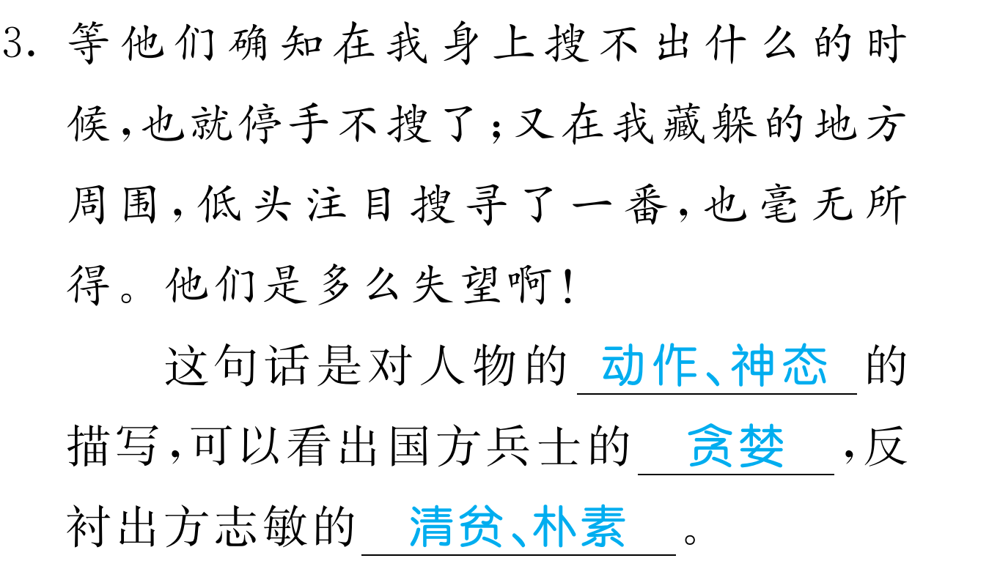 3. 等他们确知在我身上搜不出什么的时
候,也就停手不搜了;又在我藏躲的地方
周围,低头注目搜寻了一番,也毫无所
得。他们是多么失望啊!
这句话是对人物的 动作、神态 的
描写,可以看出国方兵士的 贪婪 ,反
衬出方志敏的 清贫、朴素 。